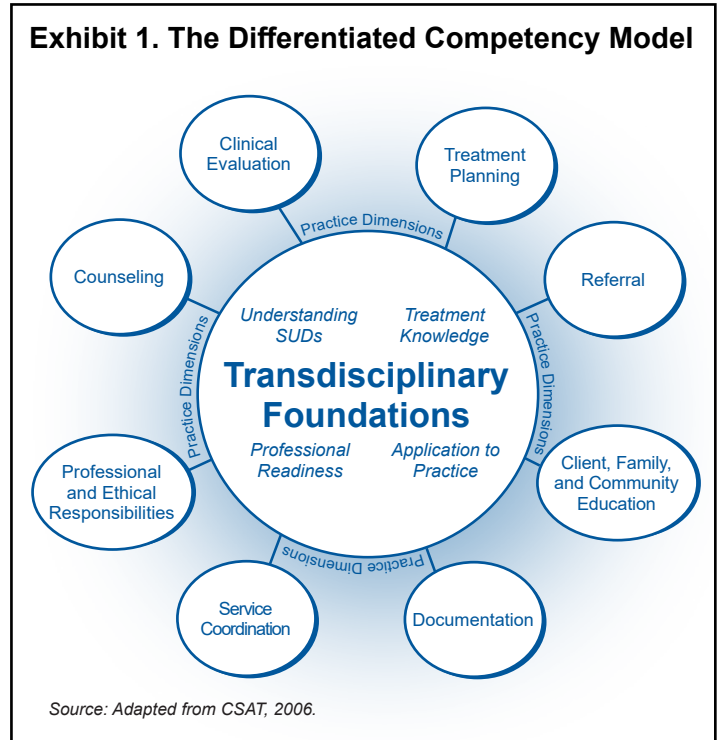 Exhibit 1. The Differentiated Competency Model
Clinical
Evaluation
Treatment
Planning
Practice Dimensions
Counseling
Referral
Understanding
SUDs
Treatment
Knowledge
Practice Dimensions
Practice Dimensions
Transdisciplinary
Foundations
Professional
Readiness
Application to
Practice
Professional
and Ethical
Responsibilities
Client, Family,
and Community
Education
Practice Dimensions
Service
Coordination
Documentation
Source: Adapted from CSAT, 2006.